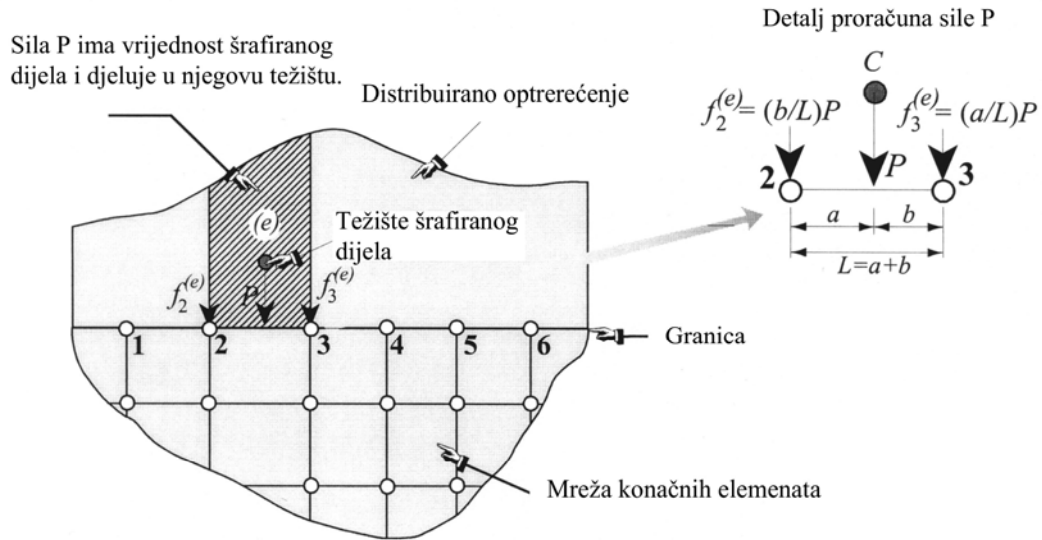 Detalj proračuna sile P
Sila P ima vrijednost šrafiranog
dijela i djeluje u njegovu težištu.
Distribuirano optrerećenje
C
f₂⁽ᵉ⁾= (b/L)P
f₃⁽ᵉ⁾= (a/L)P
P
2
3
a
b
L=a+b
(e)
Težište šrafiranog
dijela
f₂⁽ᵉ⁾
P
f₃⁽ᵉ⁾
1
2
3
4
5
6
Granica
Mreža konačnih elemenata